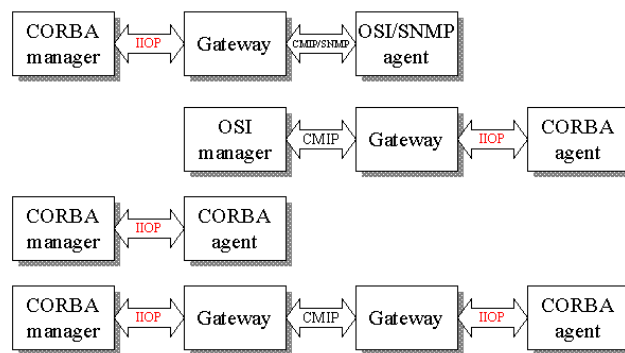 CORBA manager
IIOP
Gateway
CMIP/SNMP
OSI/SNMP agent
OSI manager
CMIP
Gateway
IIOP
CORBA agent
CORBA manager
IIOP
CORBA agent
CORBA manager
IIOP
Gateway
CMIP
Gateway
IIOP
CORBA agent